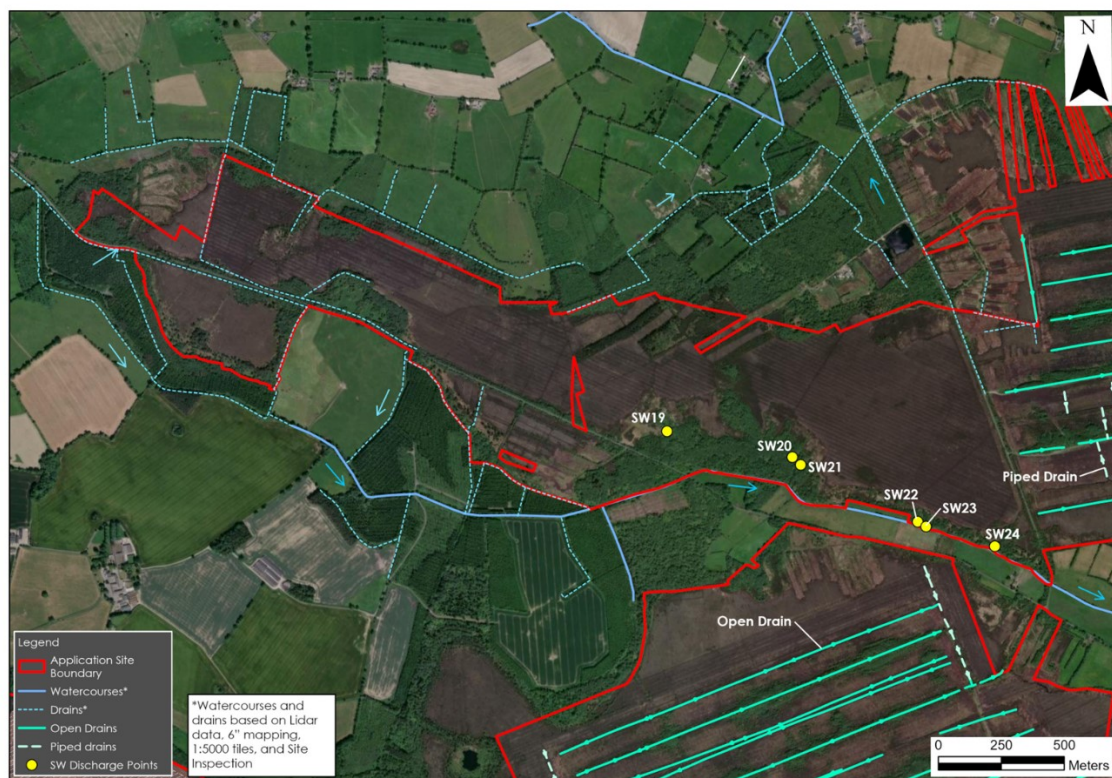 N
SW19
SW20
SW21
SW22
SW23
SW24
Piped Drain
Open Drain
Legend
Application Site
Boundary
Watercourses*
Drains*
Open Drains
Piped drains
SW Discharge Points
*Watercourses and
drains based on Lidar
data, 6" mapping,
1:5000 tiles, and Site
Inspection
0 250 500
Meters